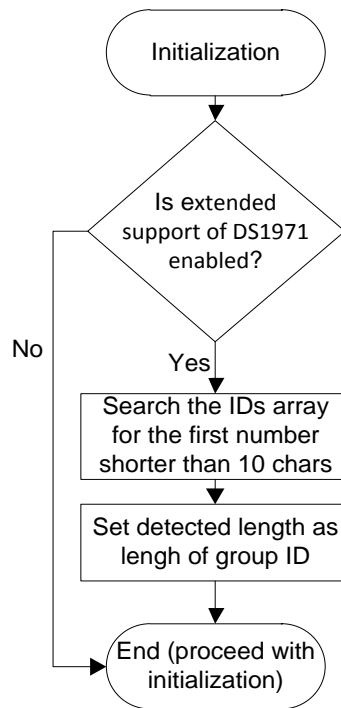 Initialization
Is extended
support of DS1971
enabled?
No
Yes
Search the IDs array
for the first number
shorter than 10 chars
Set detected length as
lengh of group ID
End (proceed with
initialization)